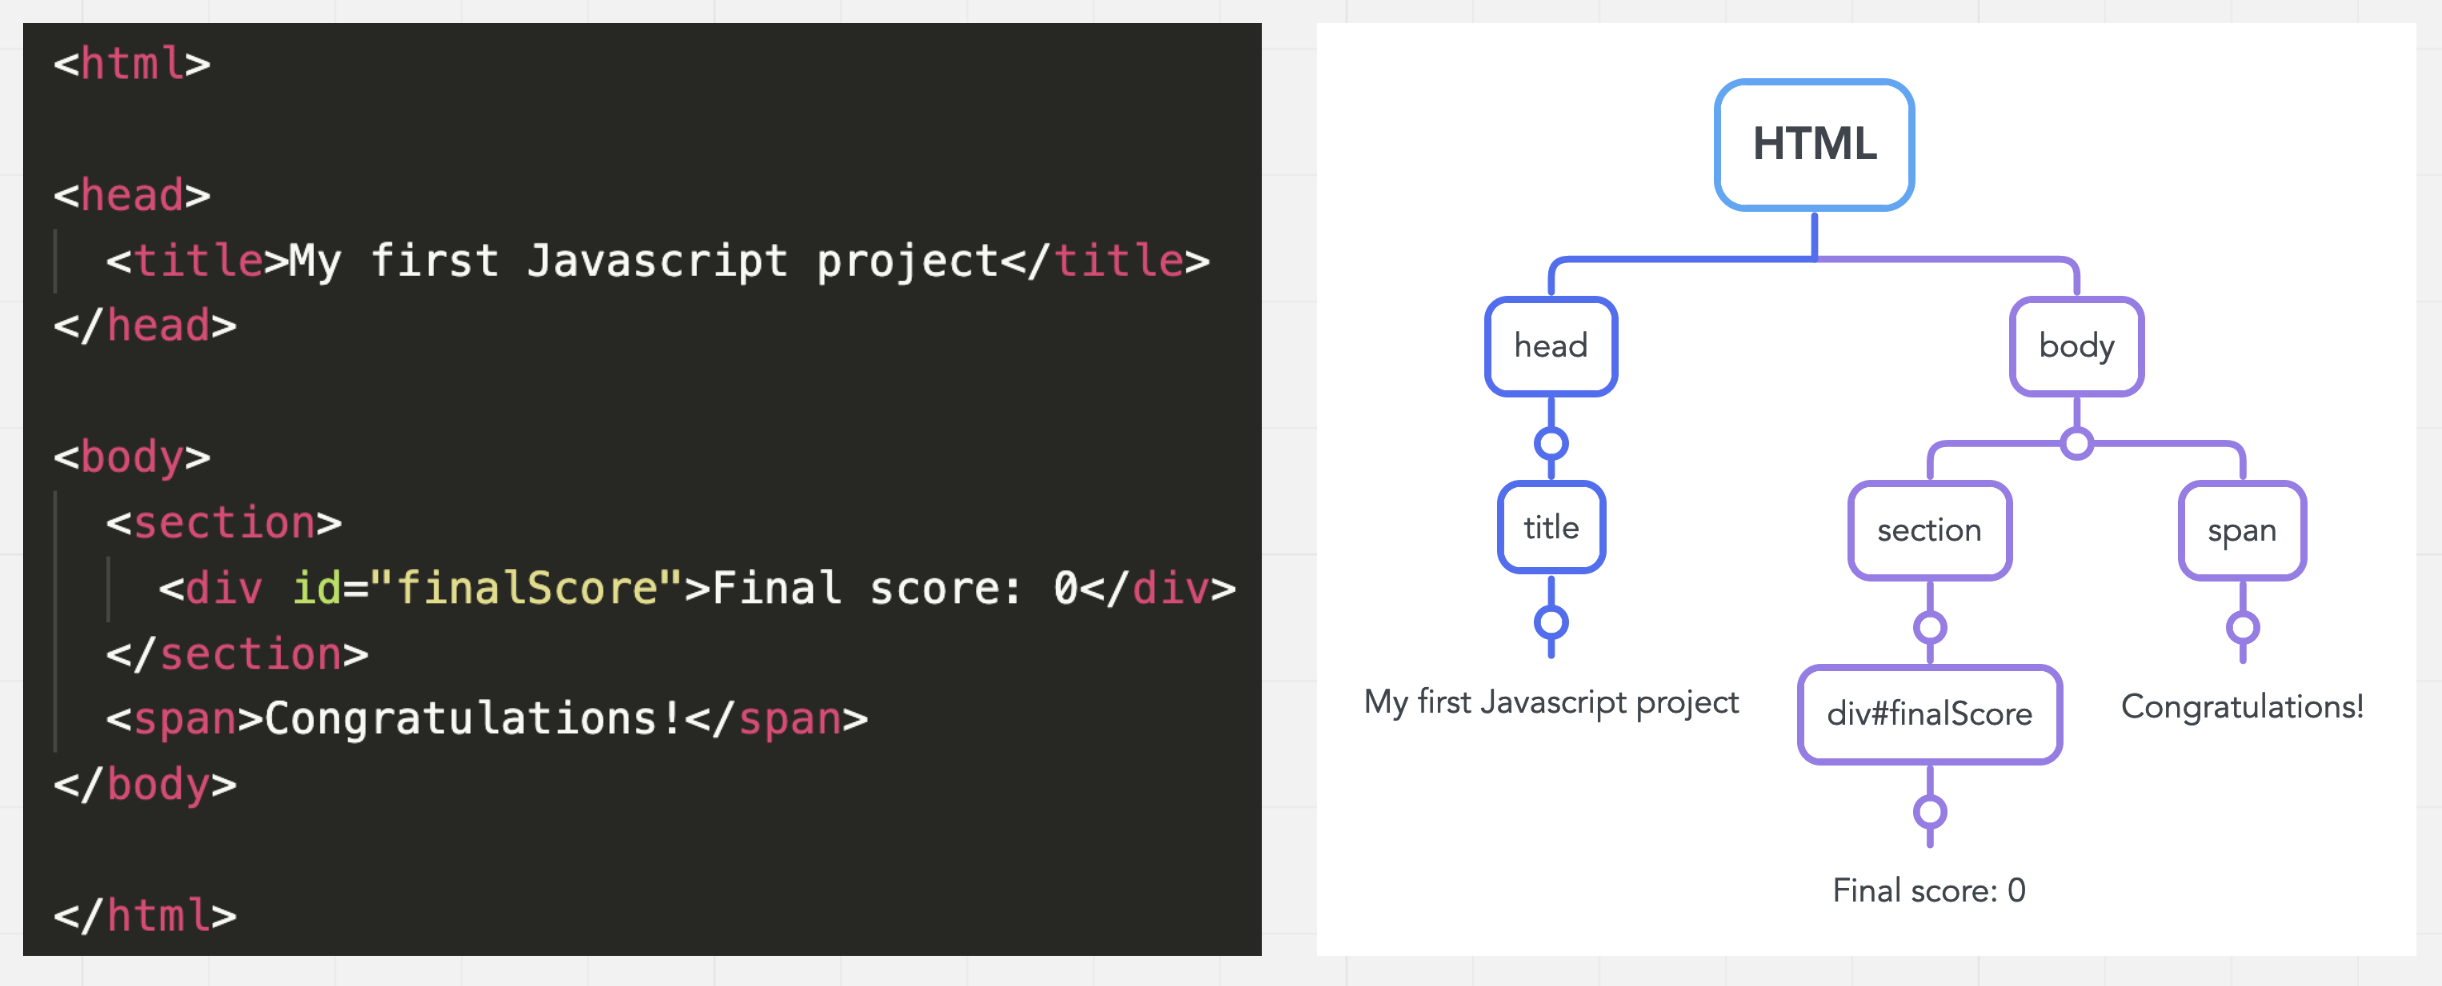 <html>
<head>
<title>My first Javascript project</title>
</head>
<body>
<section>
<div id="finalScore">Final score: 0</div>
</section>
<span>Congratulations!</span>
</body>
</html>
HTML
head
body
title
section
span
My first Javascript project
div#finalScore
Congratulations!
Final score: 0